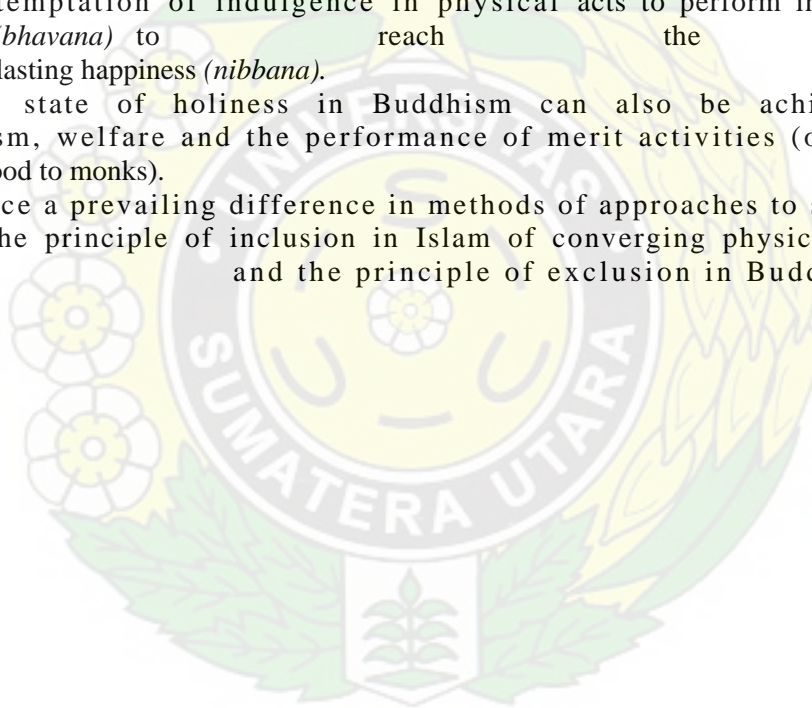 temptation of indulgence in physical acts to perform in
(bhavana) to reach the
lasting happiness (nibbana).
state of holiness in Buddhism can also be achi
sm, welfare and the performance of merit activities (o
ood to monks).
ce a prevailing difference in methods of approaches to
he principle of inclusion in Islam of converging physic
and the principle of exclusion in Budd
UNIVERSITAS
SUMATERA UTARA